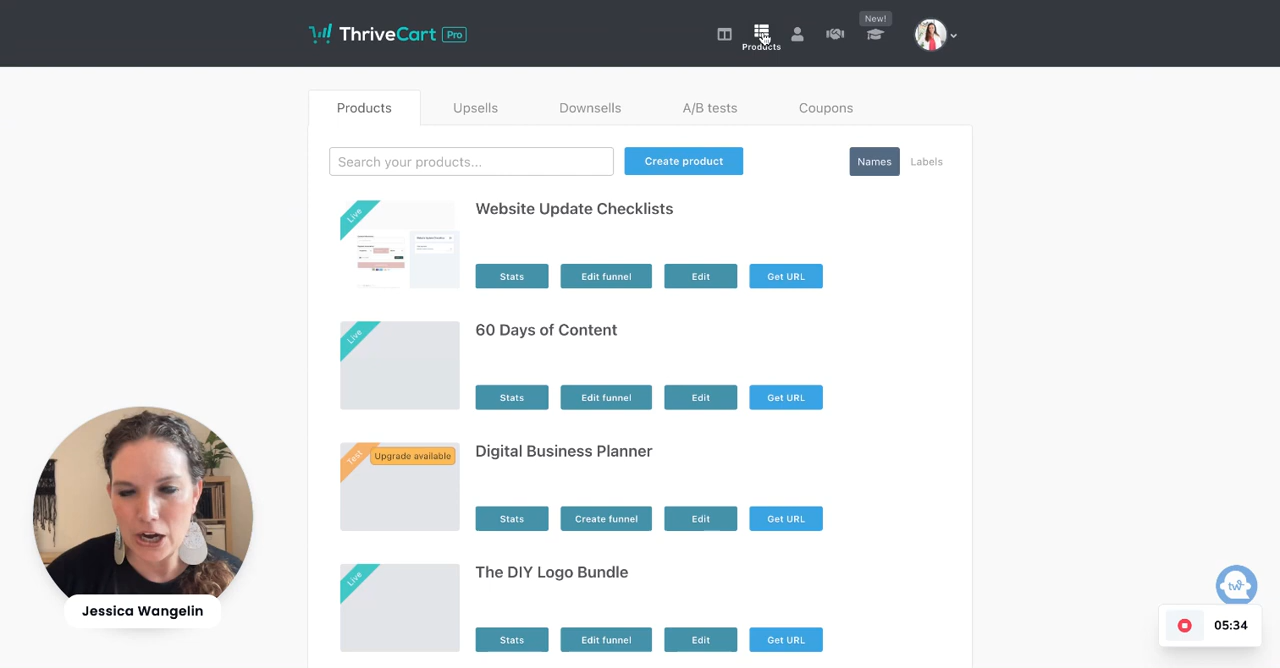 New!
ThriveCart Pro
Products
Products Upsells Downsells A/B tests Coupons
Search your products... Create product Names Labels
Live
Website Update Checklists
Stats Edit funnel Edit Get URL
Live
60 Days of Content
Stats Edit funnel Edit Get URL
Test
Upgrade available
Digital Business Planner
Stats Create funnel Edit Get URL
Live
The DIY Logo Bundle
Stats Edit funnel Edit Get URL
Jessica Wangelin
tw
05:34